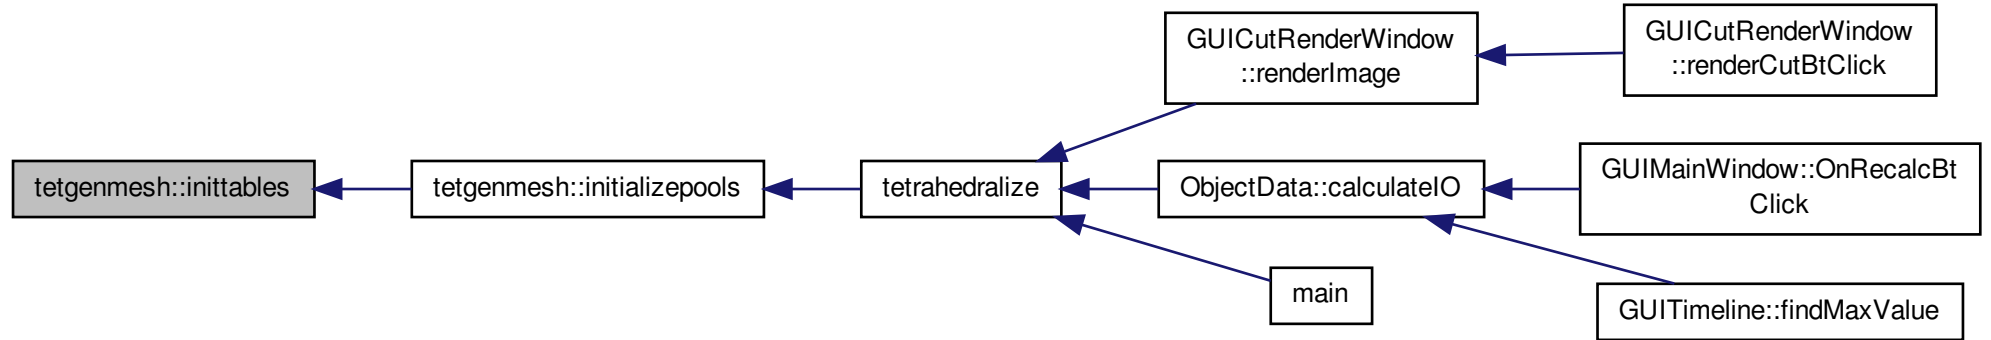 tetgenmesh::inittables
tetgenmesh::initializepools
tetrahedralize
GUICutRenderWindow
::renderImage
GUICutRenderWindow
::renderCutBtClick
ObjectData::calculateIO
GUIMainWindow::OnRecalcBt
Click
GUITimeline::findMaxValue
main